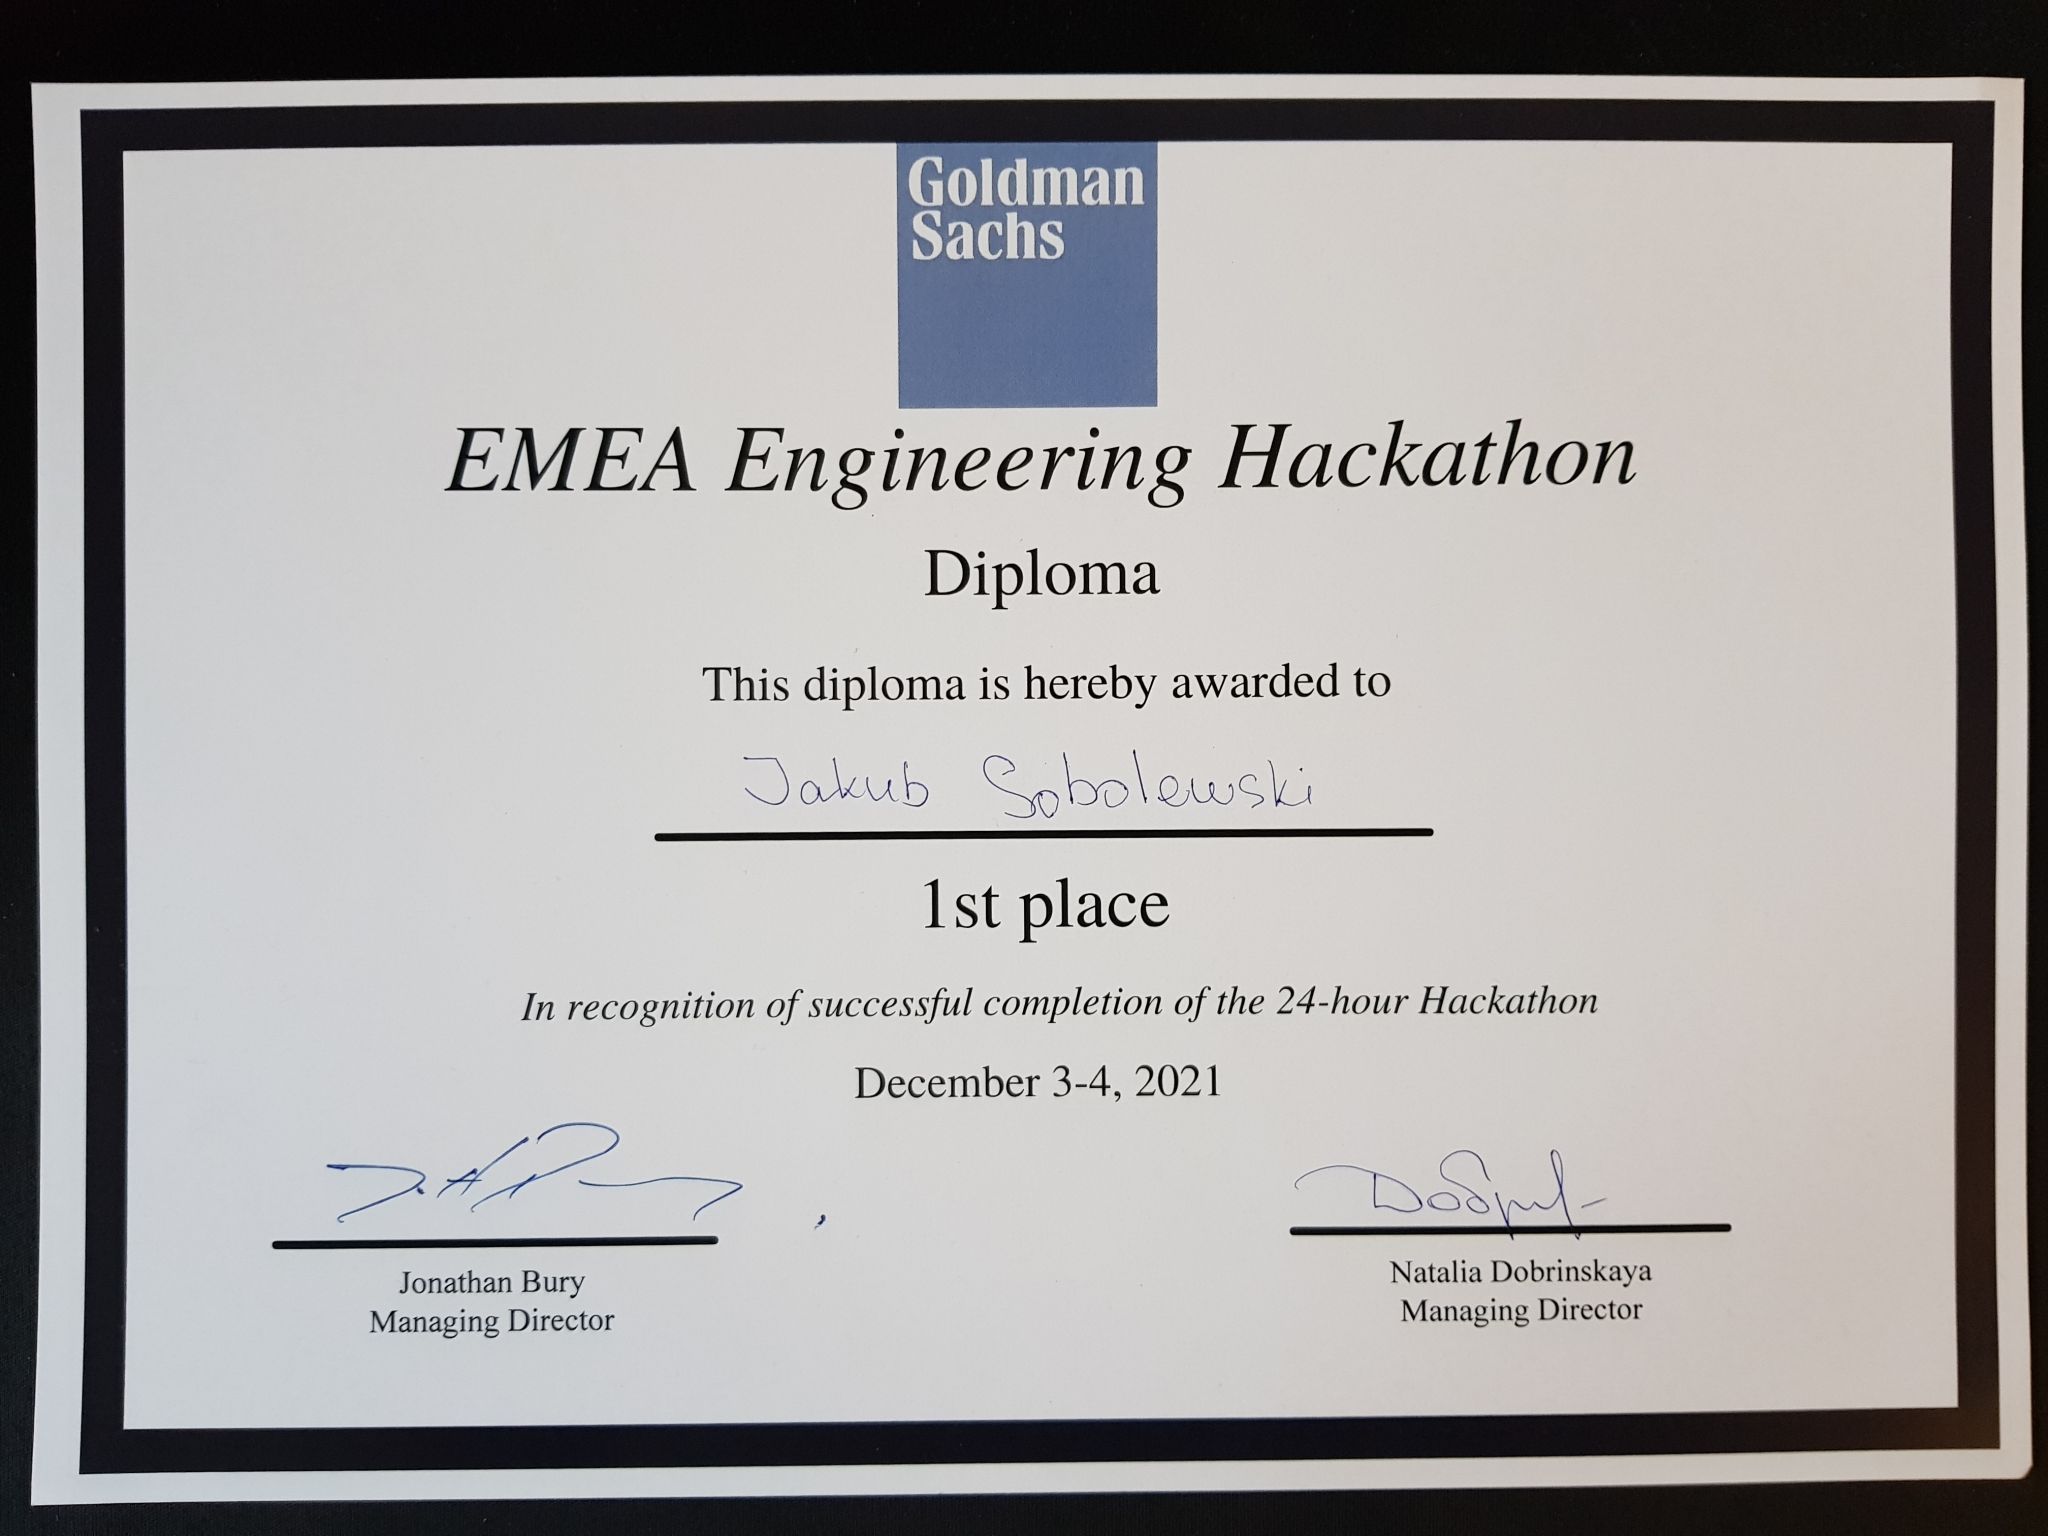 Goldman
Sachs
EMEA Engineering Hackathon
Diploma
This diploma is hereby awarded to
Jakub Sobolewski
1st place
In recognition of successful completion of the 24-hour Hackathon
December 3-4, 2021
Jonathan Bury
Managing Director
Natalia Dobrinskaya
Managing Director